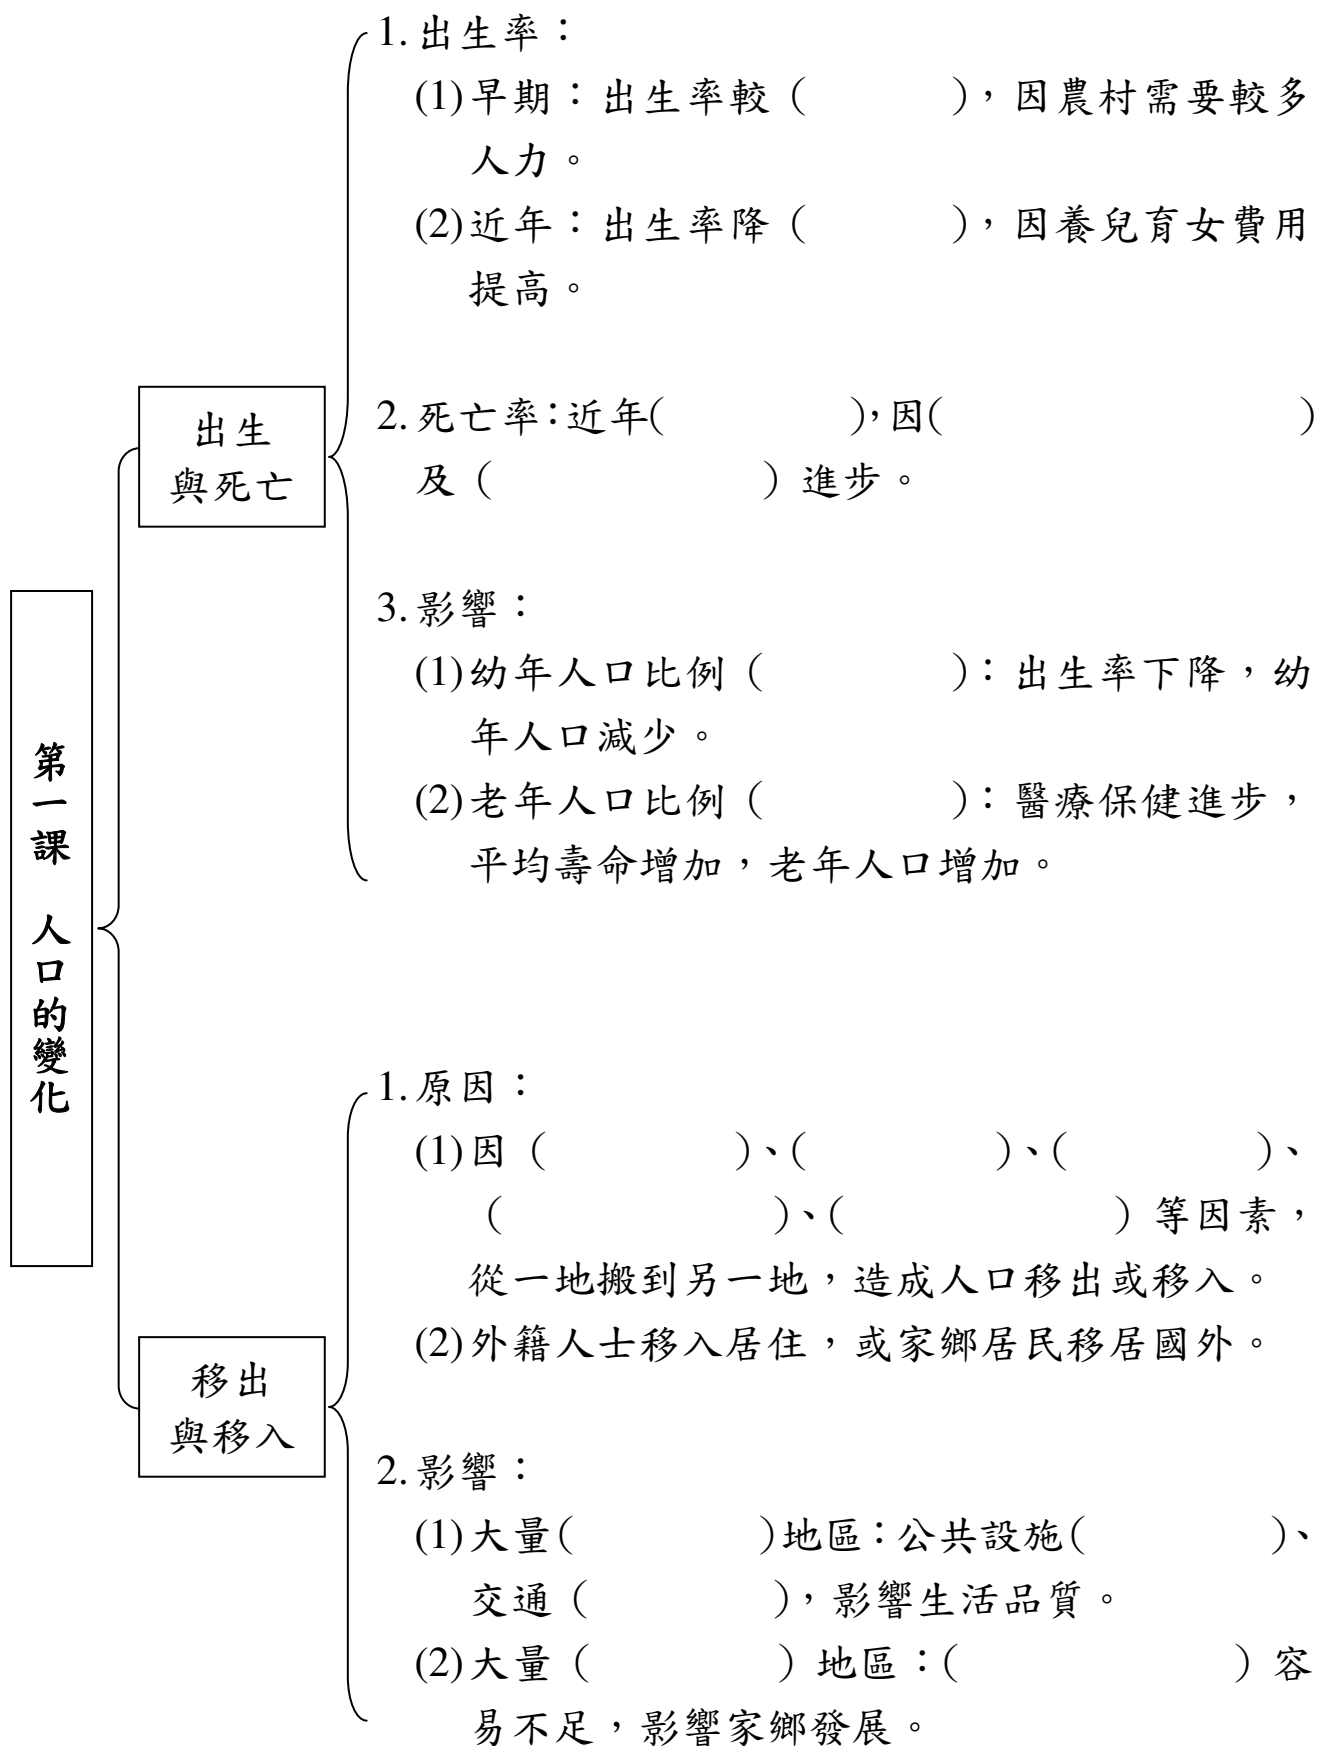 第一課　人口的變化
出生
與死亡
1.出生率：
(1)早期：出生率較（　　　），因農村需要較多
人力。
(2)近年：出生率降（　　　），因養兒育女費用
提高。
2.死亡率：近年(　　　　)，因(　　　　　　　　)
及（　　　　　　）進步。
3.影響：
(1)幼年人口比例（　　　　）：出生率下降，幼
年人口減少。
(2)老年人口比例（　　　　）：醫療保健進步，
平均壽命增加，老年人口增加。
移出
與移入
1.原因：
(1)因（　　　　）、（　　　　）、（　　　　）、
（　　　　　　）、（　　　　　　）等因素，
從一地搬到另一地，造成人口移出或移入。
(2)外籍人士移入居住，或家鄉居民移居國外。
2.影響：
(1)大量（　　　　）地區：公共設施（　　　　）、
交通（　　　　），影響生活品質。
(2)大量（　　　　）地區：（　　　　　　）容
易不足，影響家鄉發展。